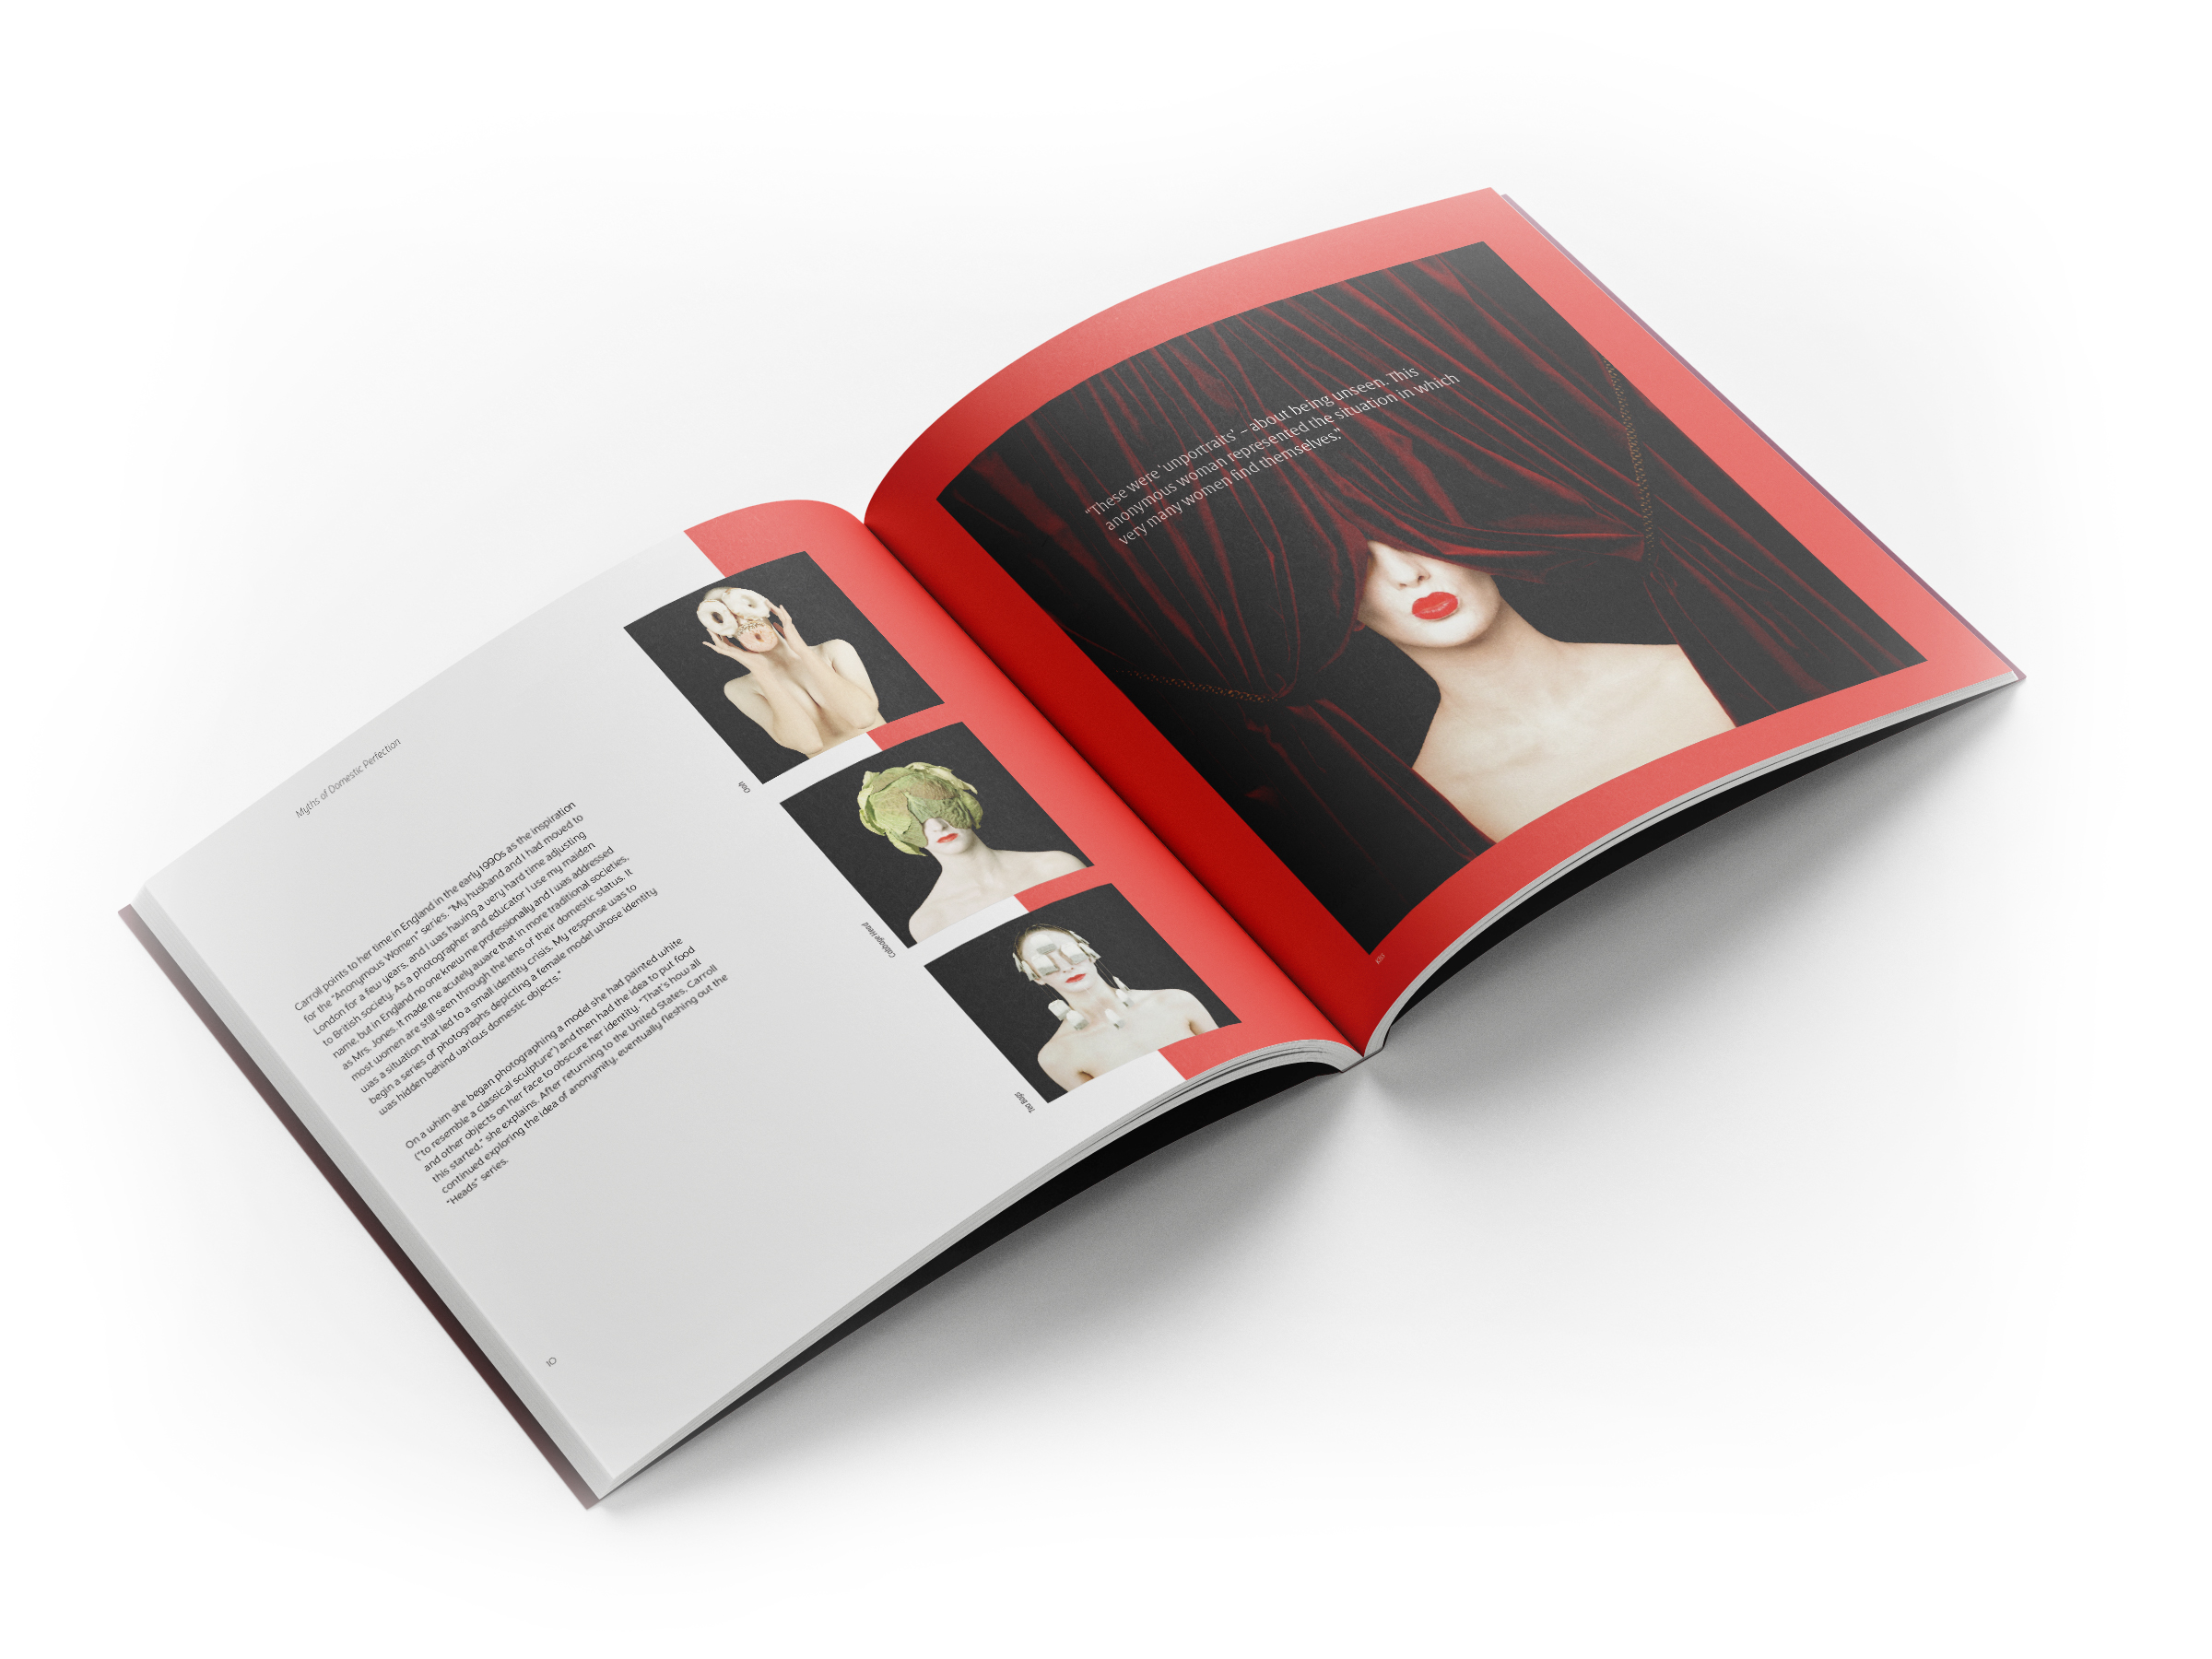 Myths of Domestic Perfection
Carroll points to her time in England in the early 1990s as the inspiration
for the "Anonymous Women" series. "My husband and I had moved to
London for a few years, and I was having a very hard time adjusting
to British society. As a photographer and educator I use my maiden
name, but in England no one knew me professionally and I was addressed
as Mrs. Jones. It made me acutely aware that in more traditional societies,
most women are still seen through the lens of their domestic status. It
was a situation that led to a small identity crisis. My response was to
begin a series of photographs depicting a female model whose identity
was hidden behind various domestic objects."
On a whim she began photographing a model she had painted white
("to resemble a classical sculpture") and then had the idea to put food
and other objects on her face to obscure her identity. "That's how all
this started," she explains. After returning to the United States, Carroll
continued exploring the idea of anonymity, eventually fleshing out the
"Heads" series.
10
Ooh
Cabbage Head
Tea Bags
"These were 'unportraits' – about being unseen. This
anonymous woman represented the situation in which
very many women find themselves."